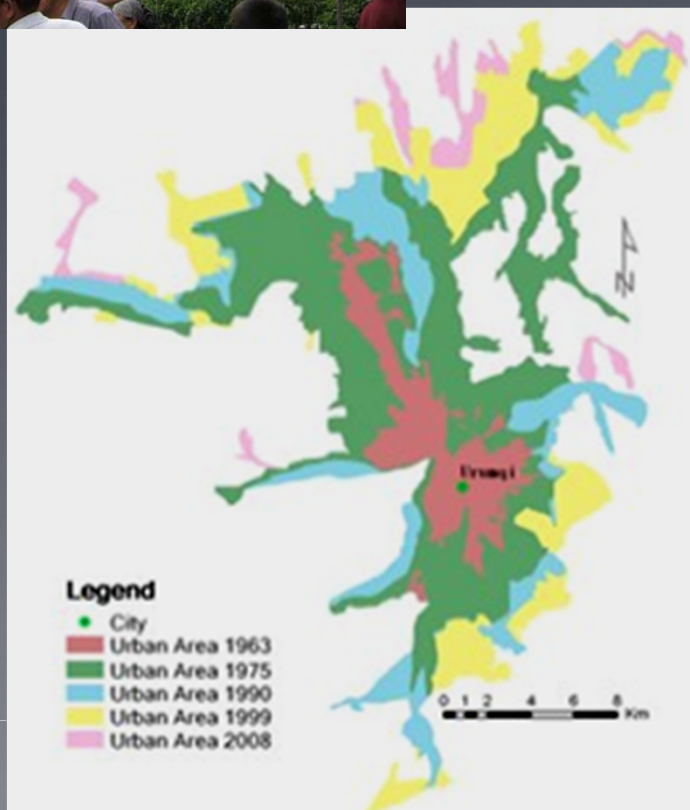 Urumqi
Legend
City
Urban Area 1963
Urban Area 1975
Urban Area 1990
Urban Area 1999
Urban Area 2008
0 1 2 4 6 8
Km
N